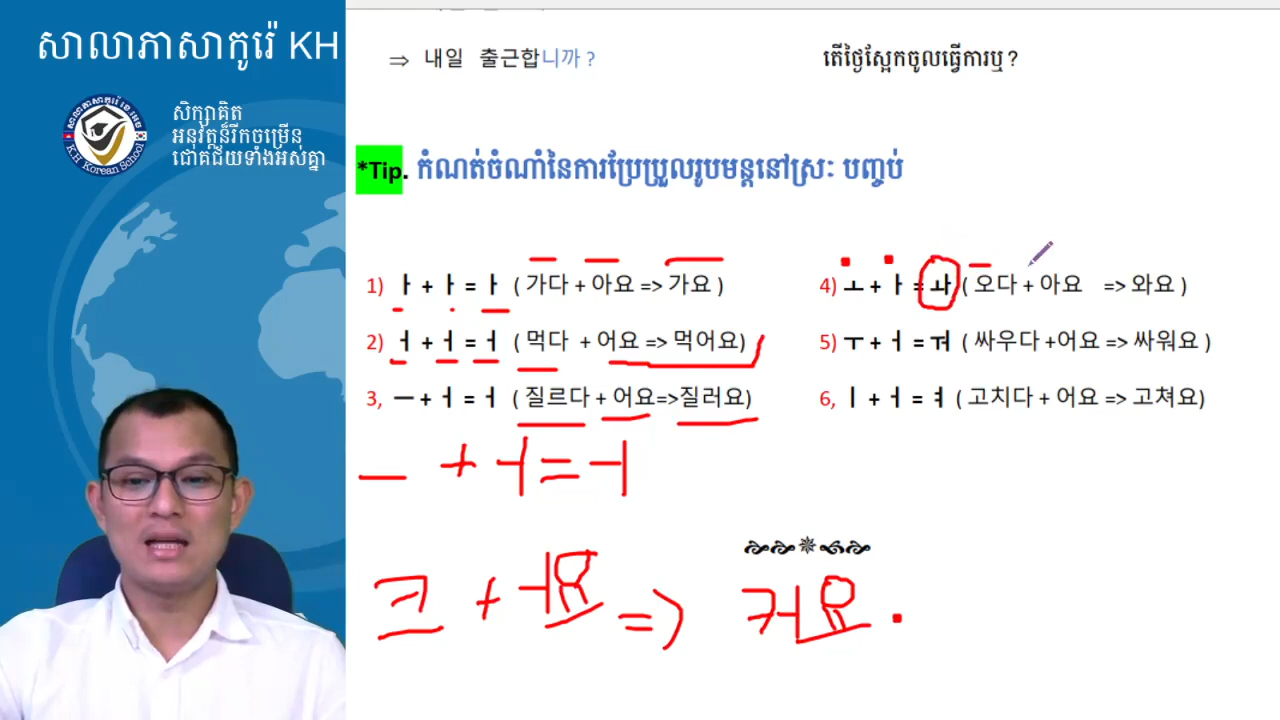 សាលាភាសាកូរ៉េ KH
សិក្សាគិត
អនុវត្តន៍រីកចម្រើន
ជោគជ័យទាំងអស់គ្នា
K.H Korean School
⇒ 내일 출근합니까 ? តើថ្ងៃស្អែកចូលធ្វើការឬ ?
*Tip. កំណត់ចំណាំនៃការប្រែប្រួលរូបមន្តនៅស្រៈ បញ្ចប់
1) ㅏ + ㅏ = ㅏ ( 가다 + 아요 => 가요 )
2) ㅓ + ㅓ = ㅓ ( 먹다 + 어요 => 먹어요)
3, ㅡ + ㅓ = ㅓ ( 질르다 + 어요=>질러요)
4) ㅗ + ㅏ = ㅘ ( 오다 + 아요 => 와요 )
5) ㅜ + ㅓ = ㅝ ( 싸우다 +어요 => 싸워요 )
6, ㅣ + ㅓ = ㅕ ( 고치다 + 어요 => 고쳐요)
ㅡ + ㅓ = ㅓ
크 + ㅓ요 => 커요.